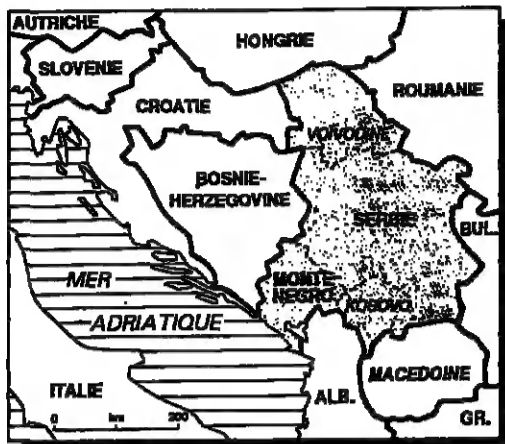 AUTRICHE
HONGRIE
SLOVENIE
ROUMANIE
CROATIE
VOIVODINE
BOSNIE-
HERZEGOVINE
SERBIE
BUL.
MER
ADRIATIQUE
MONTE
NEGRO
KOSOVO
MACEDOINE
ITALIE
ALB.
GR.
0 km 200